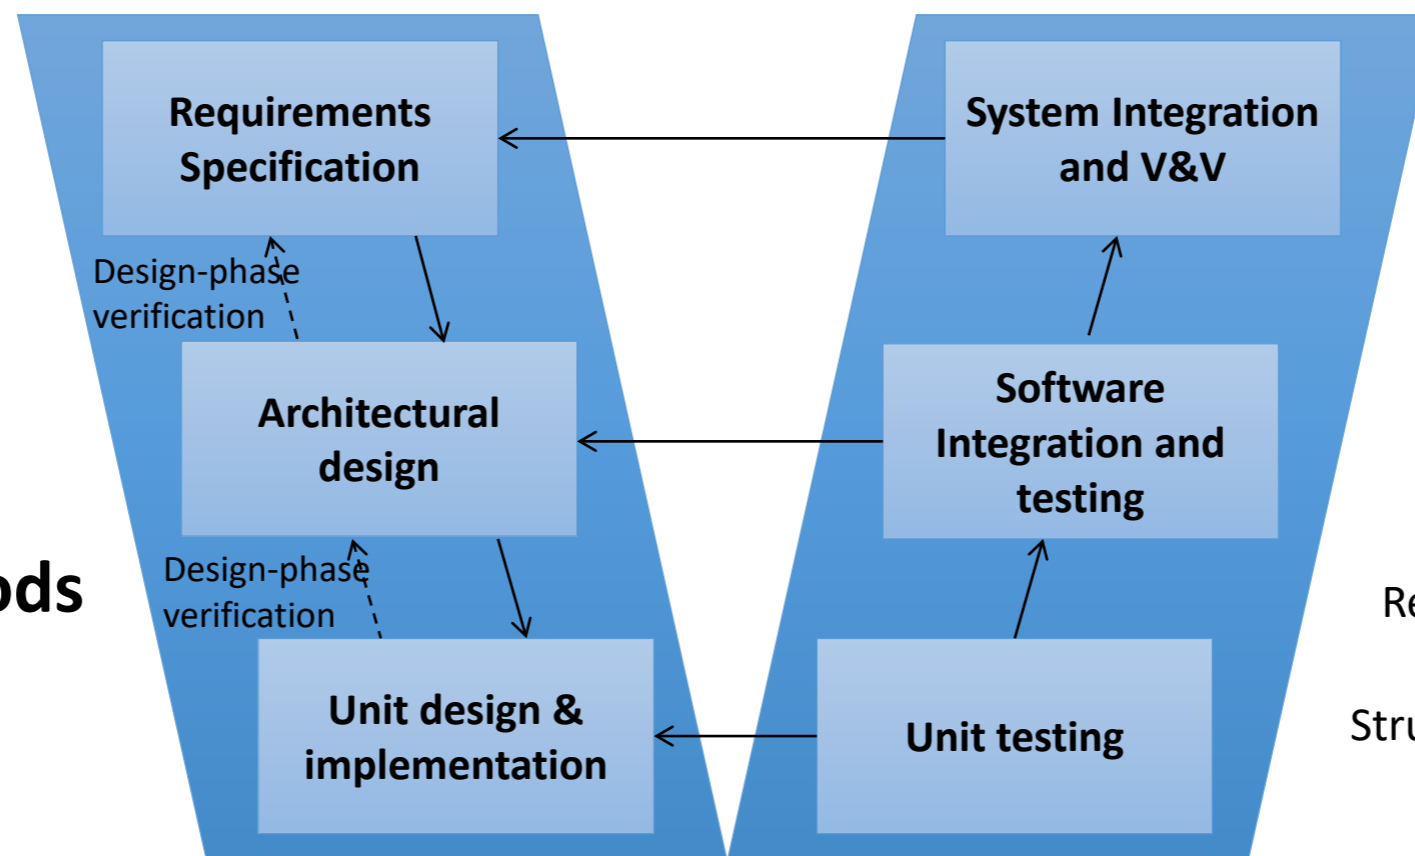 Requirements
Specification
System Integration
and V&V
Design-phase
verification
Architectural
design
Software
Integration and
testing
Design-phase
verification
Unit design &
implementation
Unit testing